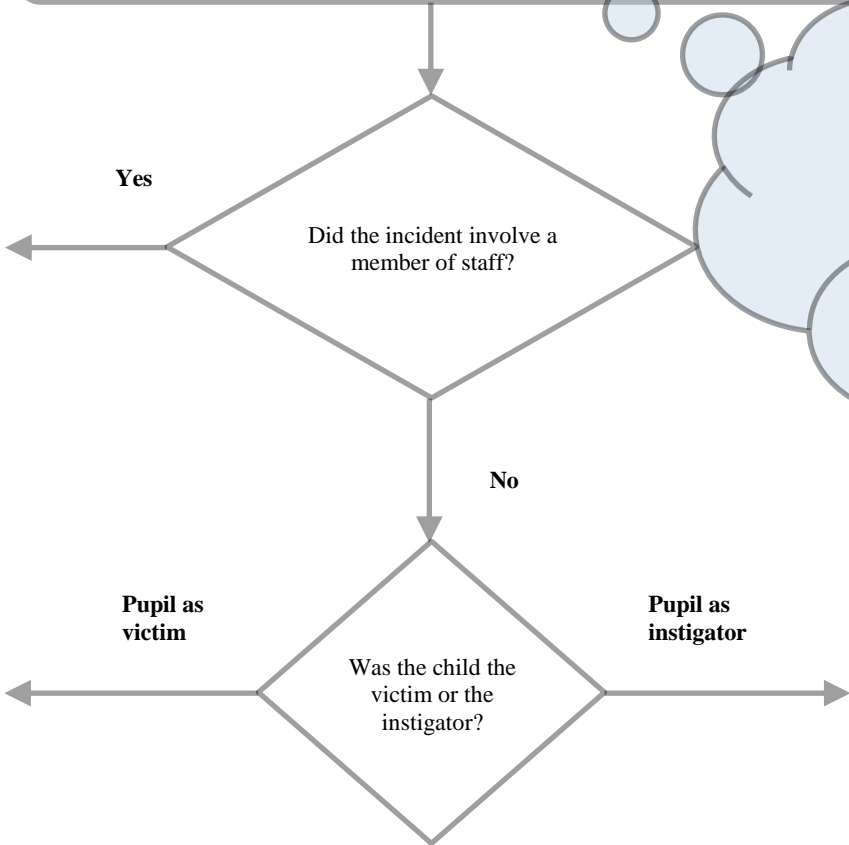 Yes
Did the incident involve a
member of staff?
No
Pupil as
victim
Pupil as
instigator
Was the child the
victim or the
instigator?